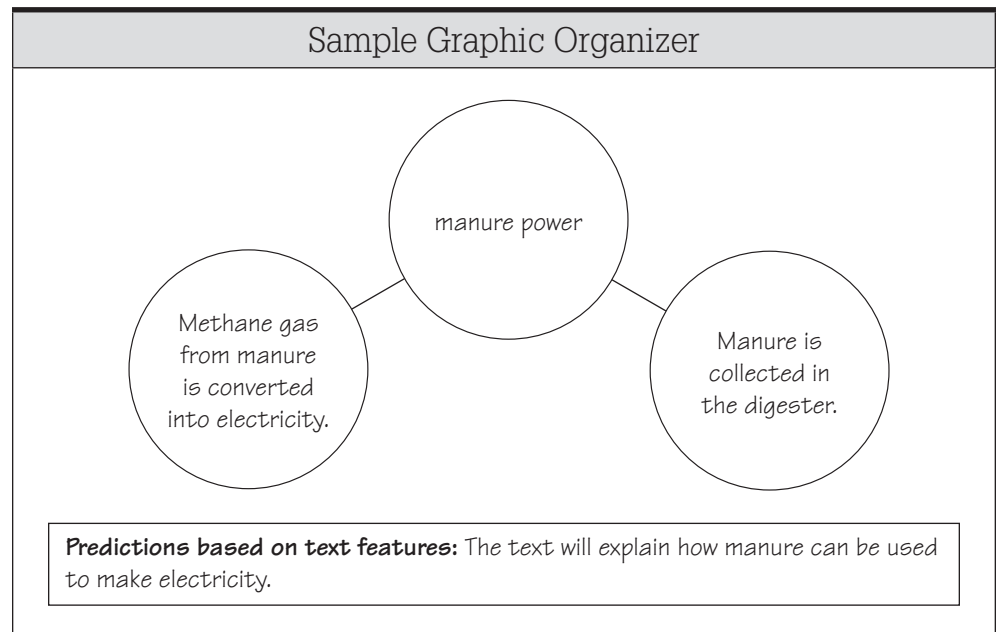 Sample Graphic Organizer
manure power
Methane gas
from manure
is converted
into electricity.
Manure is
collected in
the digester.
Predictions based on text features: The text will explain how manure can be used
to make electricity.